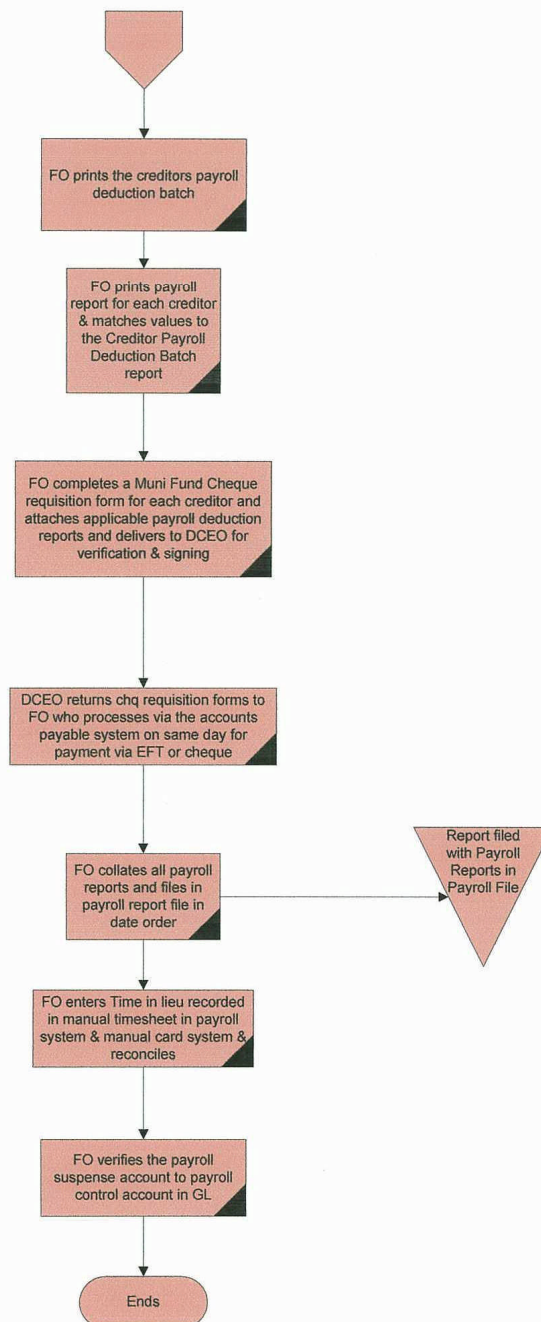 FO prints the creditors payroll
deduction batch
FO prints payroll
report for each creditor
& matches values to
the Creditor Payroll
Deduction Batch
report
FO completes a Muni Fund Cheque
requisition form for each creditor and
attaches applicable payroll deduction
reports and delivers to DCEO for
verification & signing
DCEO returns chq requisition forms to
FO who processes via the accounts
payable system on same day for
payment via EFT or cheque
FO collates all payroll
reports and files in
payroll report file in
date order
Report filed
with Payroll
Reports in
Payroll File
FO enters Time in lieu recorded
in manual timesheet in payroll
system & manual card system &
reconciles
FO verifies the payroll
suspense account to payroll
control account in GL
Ends